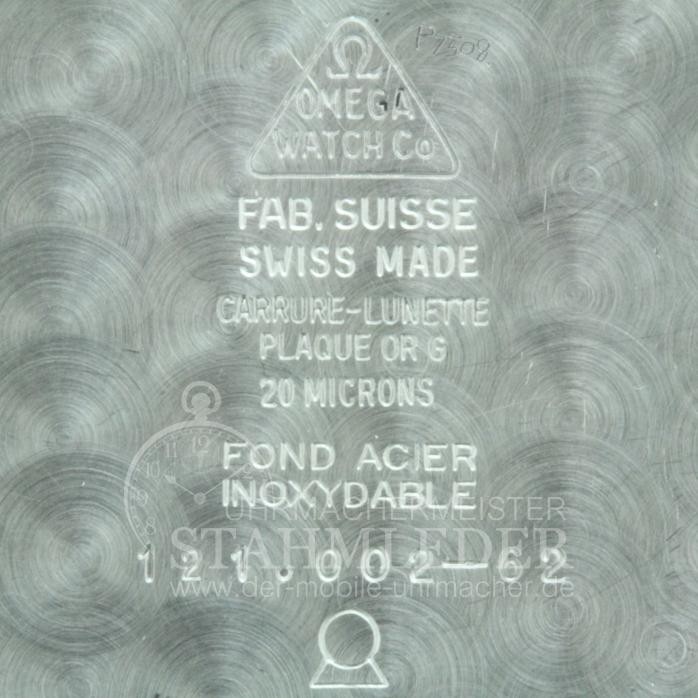 Ω
P7508
OMEGA
WATCH Co
FAB. SUISSE
SWISS MADE
CARRURE-LUNETTE
PLAQUE OR G
20 MICRONS
FOND ACIER
INOXYDABLE
UHRMACHERMEISTER
STAHMLEDER
121.002-62
www.der-mobile-uhrmacher.de